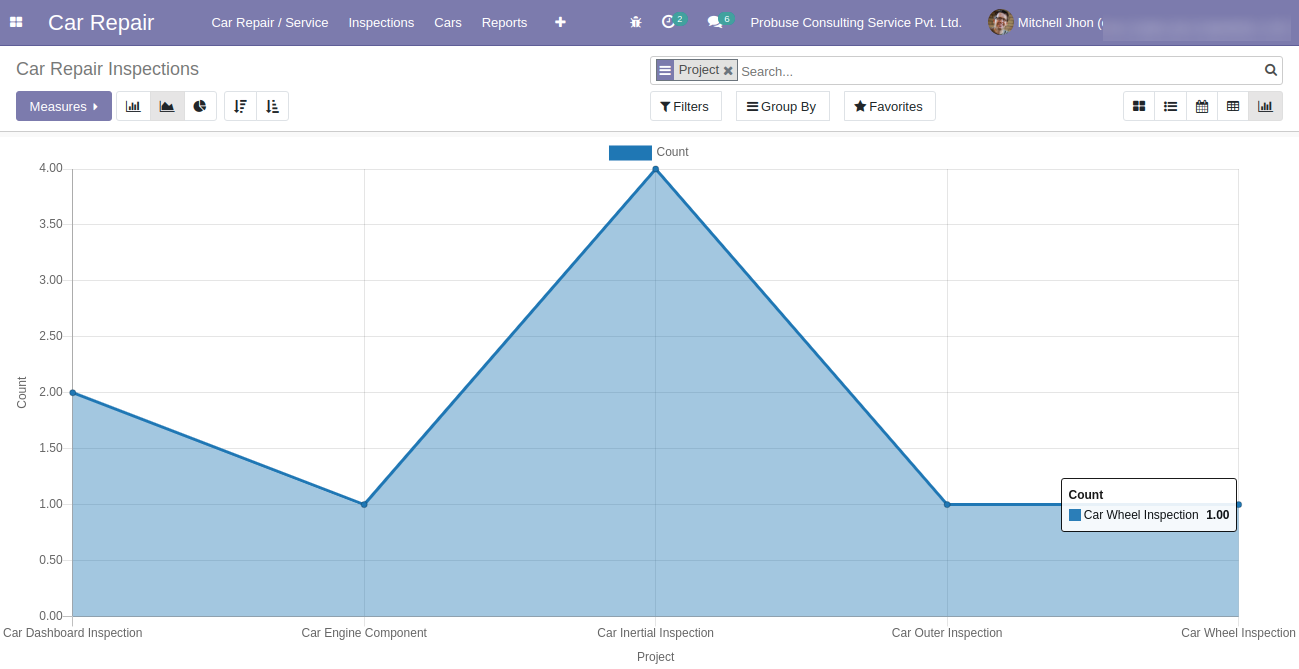 Car Repair
Car Repair / Service Inspections Cars Reports
2 6
Probuse Consulting Service Pvt. Ltd.
Mitchell Jhon (
Car Repair Inspections
Project
Search...
Measures
Filters Group By Favorites
Count
4.00
3.50
3.00
2.50
2.00
1.50
1.00
0.50
0.00
Count
Count
Car Wheel Inspection 1.00
Car Dashboard Inspection Car Engine Component Car Inertial Inspection Car Outer Inspection Car Wheel Inspection
Project